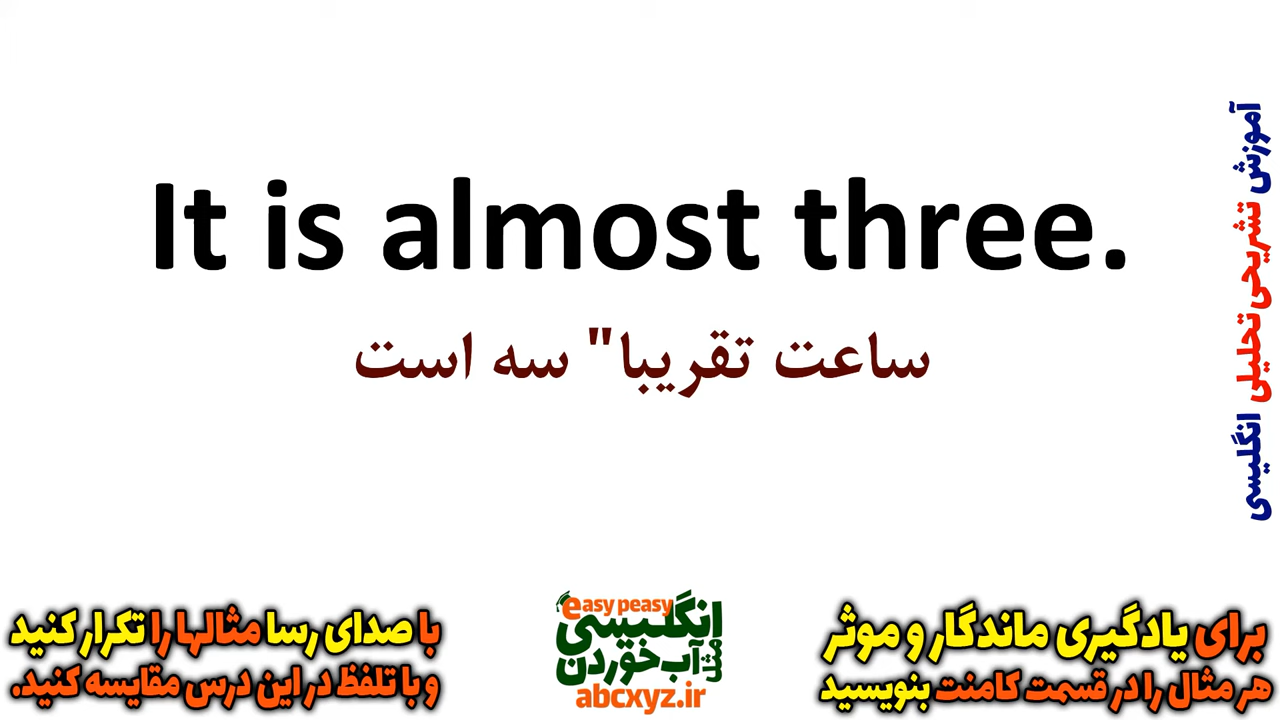 It is almost three.
ساعت تقریبا" سه است
آموزش تشریحی تحلیلی انگلیسی
برای یادگیری ماندگار و موثر
هر مثال را در قسمت کامنت بنویسید
easy peasy
انگلیسی
مثل آب خوردن
abcxyz.ir
با صدای رسا مثالها را تکرار کنید
و با تلفظ در این درس مقایسه کنید.